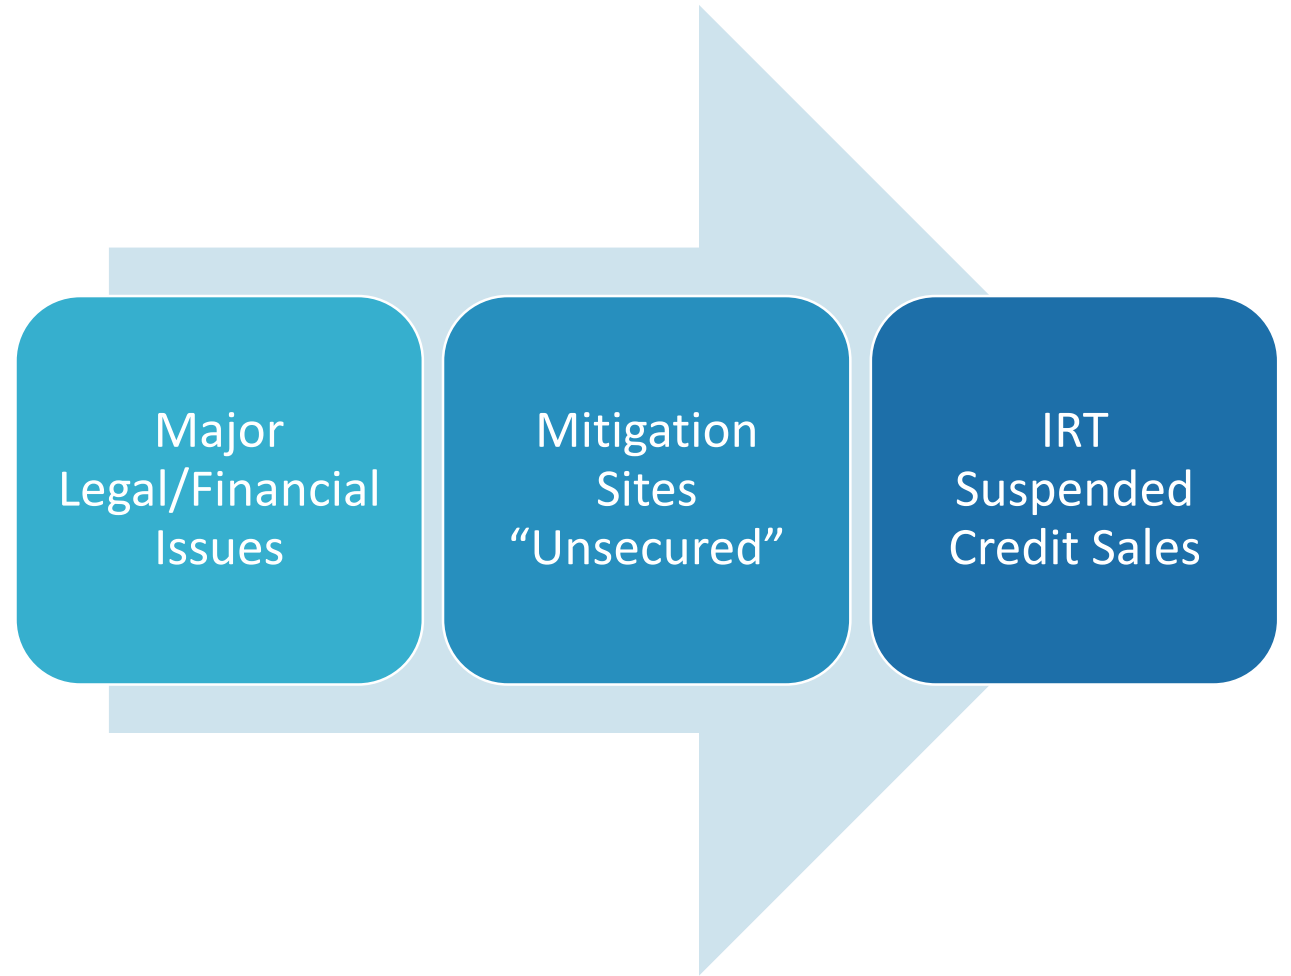 Major
Legal/Financial
Issues
Mitigation
Sites
“Unsecured”
IRT
Suspended
Credit Sales